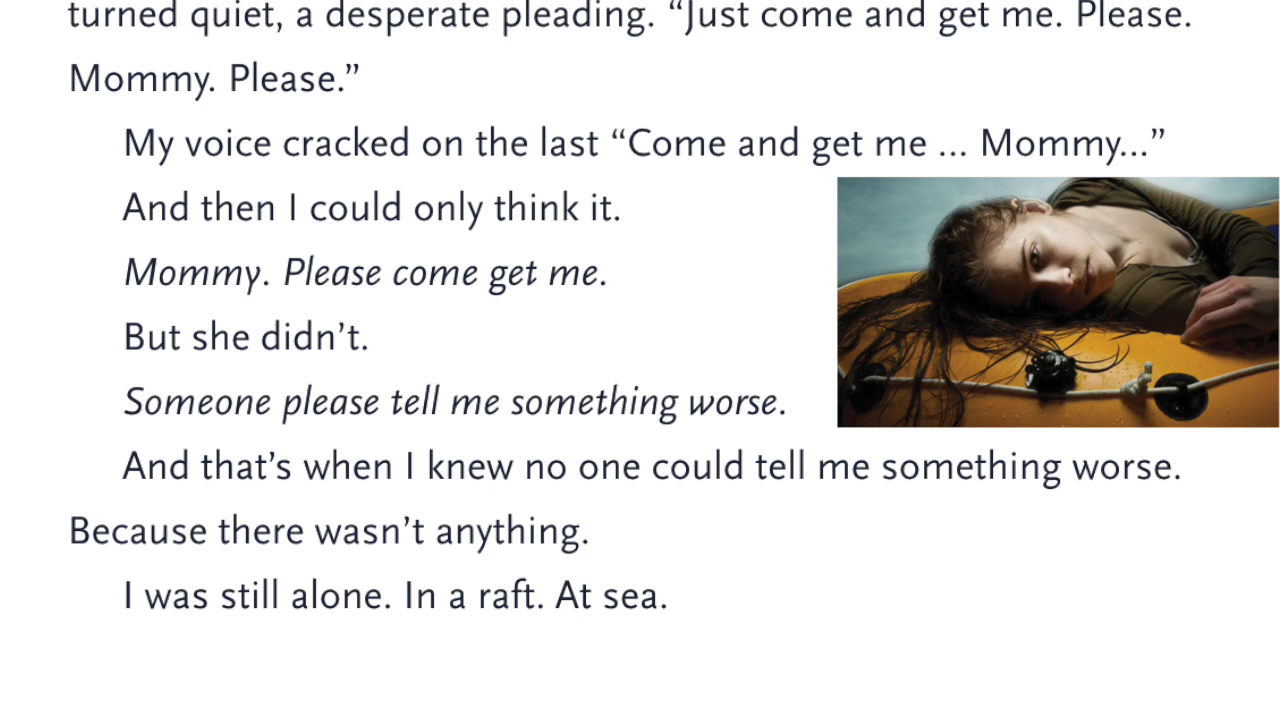 turned quiet, a desperate pleading. “Just come and get me. Please.
Mommy. Please.”
My voice cracked on the last “Come and get me ... Mommy...”
And then I could only think it.
Mommy. Please come get me.
But she didn’t.
Someone please tell me something worse.
And that’s when I knew no one could tell me something worse.
Because there wasn’t anything.
I was still alone. In a raft. At sea.